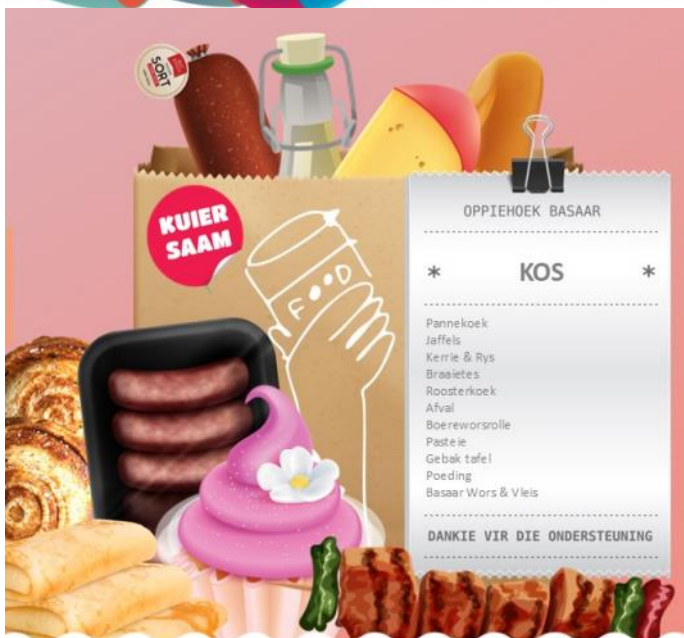 SORT
KUIER
SAAM
FOOD
OPPIEHOEK BASAAR
* KOS *
Pannekoek
Jaffels
Kerrie & Rys
Braaietes
Roosterkoek
Afval
Boereworsrolle
Pasteie
Gebak tafel
Poeding
Basaar Wors & Vleis
DANKIE VIR DIE ONDERSTEUNING